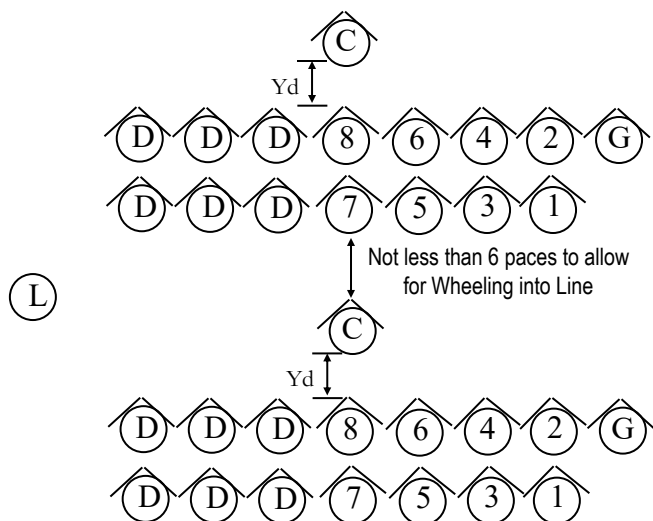 C
Yd
D D D 8 6 4 2 G
D D D 7 5 3 1
Not less than 6 paces to allow
for Wheeling into Line
L
C
Yd
D D D 8 6 4 2 G
D D D 7 5 3 1